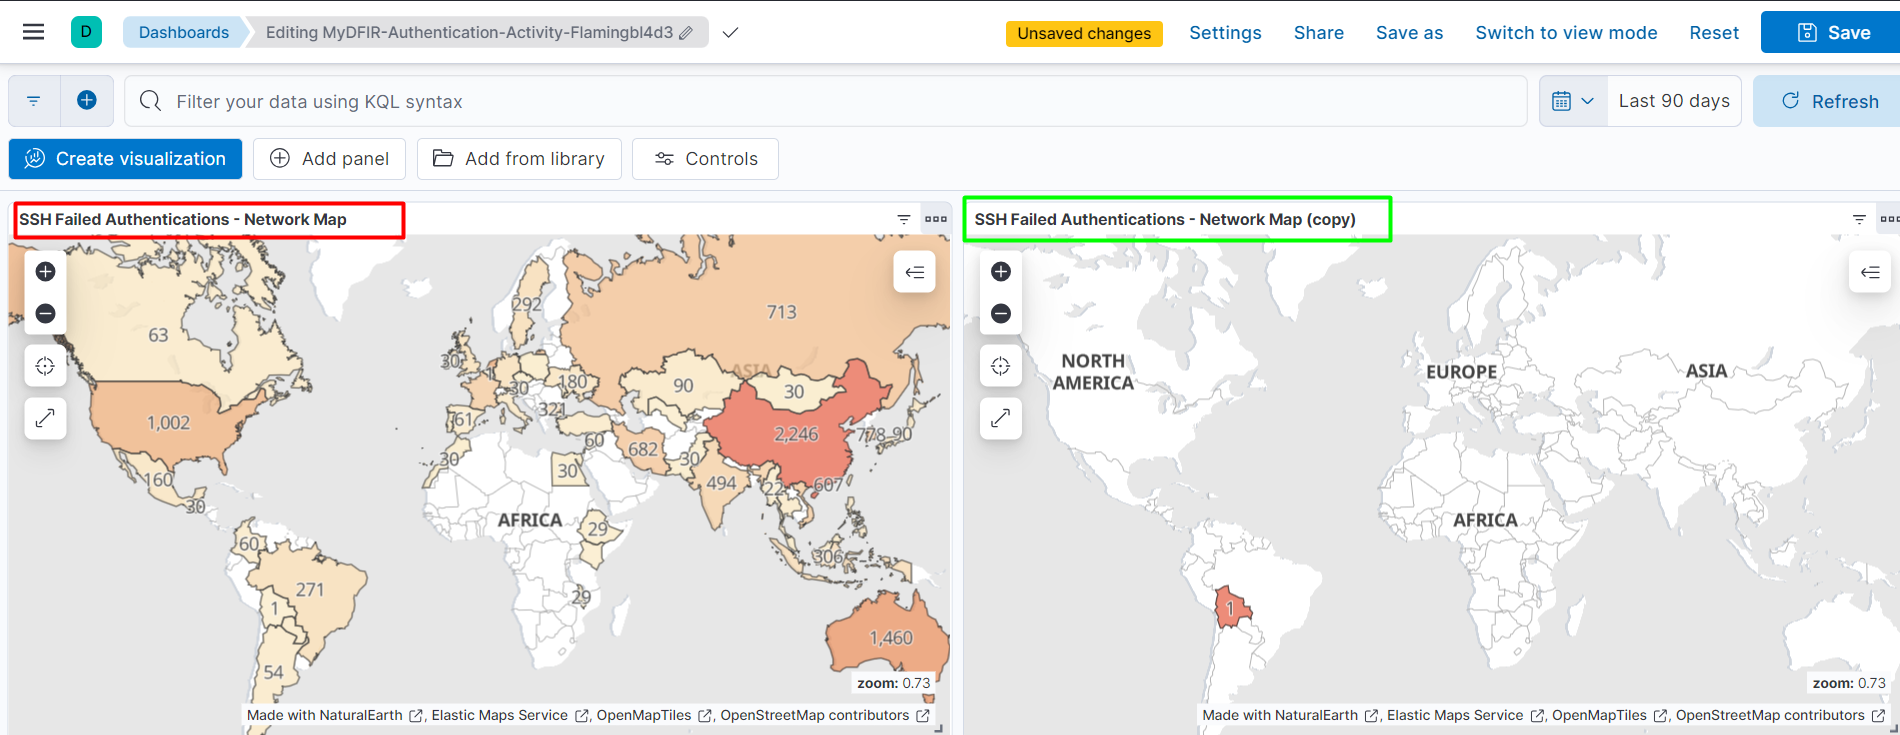 D
Dashboards
Editing MyDFIR-Authentication-Activity-Flamingbl4d3
Unsaved changes
Settings
Share
Save as
Switch to view mode
Reset
Save
Filter your data using KQL syntax
Last 90 days
Refresh
Create visualization
Add panel
Add from library
Controls
SSH Failed Authentications - Network Map
63
1,002
160
30
60
271
1
54
292
713
30
30
180
321
61
30
60
ASIA
90
30
2,246
778
90
682
30
494
22
607
30
AFRICA
29
29
306
1,460
zoom: 0.73
Made with NaturalEarth , Elastic Maps Service , OpenMapTiles , OpenStreetMap contributors
SSH Failed Authentications - Network Map (copy)
NORTH
AMERICA
EUROPE
ASIA
AFRICA
1
zoom: 0.73
Made with NaturalEarth , Elastic Maps Service , OpenMapTiles , OpenStreetMap contributors